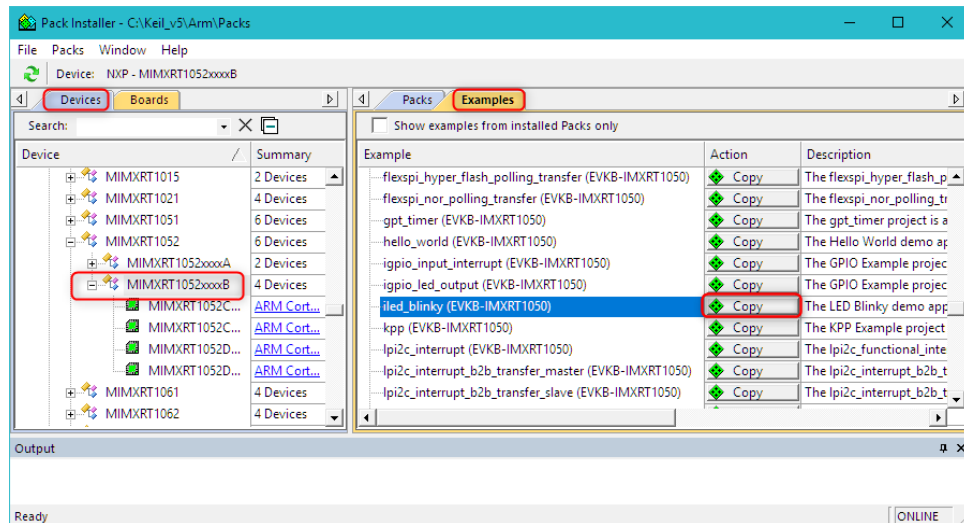 Pack Installer - C:\Keil_v5\Arm\Packs
File Packs Window Help
Device: NXP - MIMXRT1052xxxxB
Devices Boards
Search:
Device Summary
MIMXRT1015 2 Devices
MIMXRT1021 4 Devices
MIMXRT1051 6 Devices
MIMXRT1052 6 Devices
MIMXRT1052xxxxA 2 Devices
MIMXRT1052xxxxB 4 Devices
MIMXRT1052C... ARM Cort...
MIMXRT1052C... ARM Cort...
MIMXRT1052D... ARM Cort...
MIMXRT1052D... ARM Cort...
MIMXRT1061 4 Devices
MIMXRT1062 4 Devices
Packs Examples
Show examples from installed Packs only
Example Action Description
flexspi_hyper_flash_polling_transfer (EVKB-IMXRT1050) Copy The flexspi_hyper_flash_p
flexspi_nor_polling_transfer (EVKB-IMXRT1050) Copy The flexspi_nor_polling_tr
gpt_timer (EVKB-IMXRT1050) Copy The gpt_timer project is a
hello_world (EVKB-IMXRT1050) Copy The Hello World demo ap
igpio_input_interrupt (EVKB-IMXRT1050) Copy The GPIO Example projec
igpio_led_output (EVKB-IMXRT1050) Copy The GPIO Example projec
iled_blinky (EVKB-IMXRT1050) Copy The LED Blinky demo app
kpp (EVKB-IMXRT1050) Copy The KPP Example project
lpi2c_interrupt (EVKB-IMXRT1050) Copy The lpi2c_functional_inte
lpi2c_interrupt_b2b_transfer_master (EVKB-IMXRT1050) Copy The lpi2c_interrupt_b2b_t
lpi2c_interrupt_b2b_transfer_slave (EVKB-IMXRT1050) Copy The lpi2c_interrupt_b2b_t
Output
Ready ONLINE